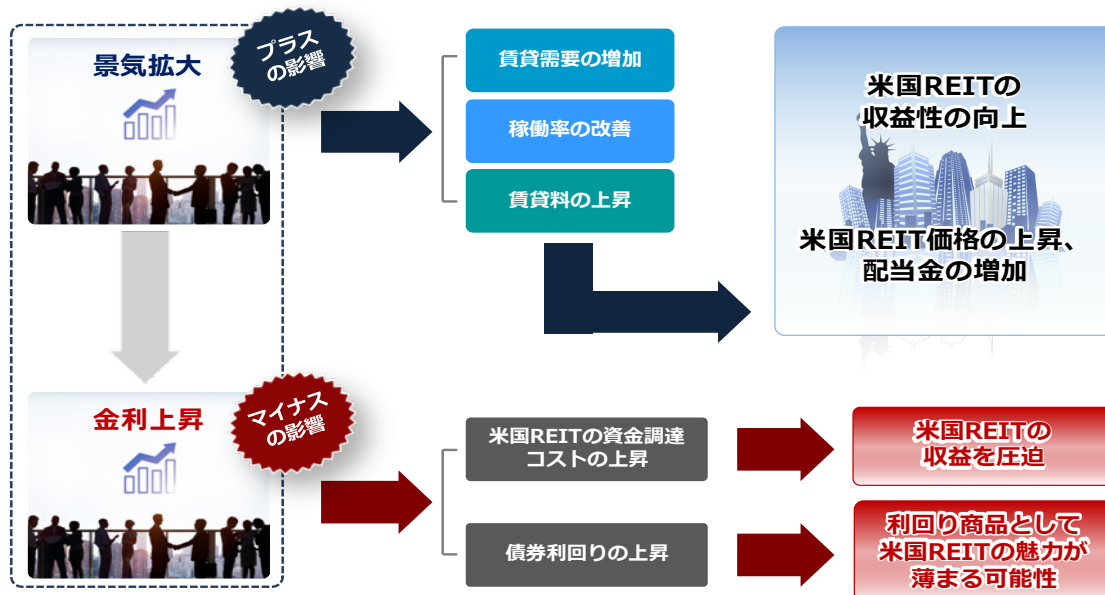 景気拡大
プラス
の影響
賃貸需要の増加
稼働率の改善
賃貸料の上昇
米国REITの
収益性の向上
米国REIT価格の上昇、
配当金の増加
金利上昇
マイナス
の影響
米国REITの資金調達
コストの上昇
米国REITの
収益を圧迫
債券利回りの上昇
利回り商品として
米国REITの魅力が
薄まる可能性